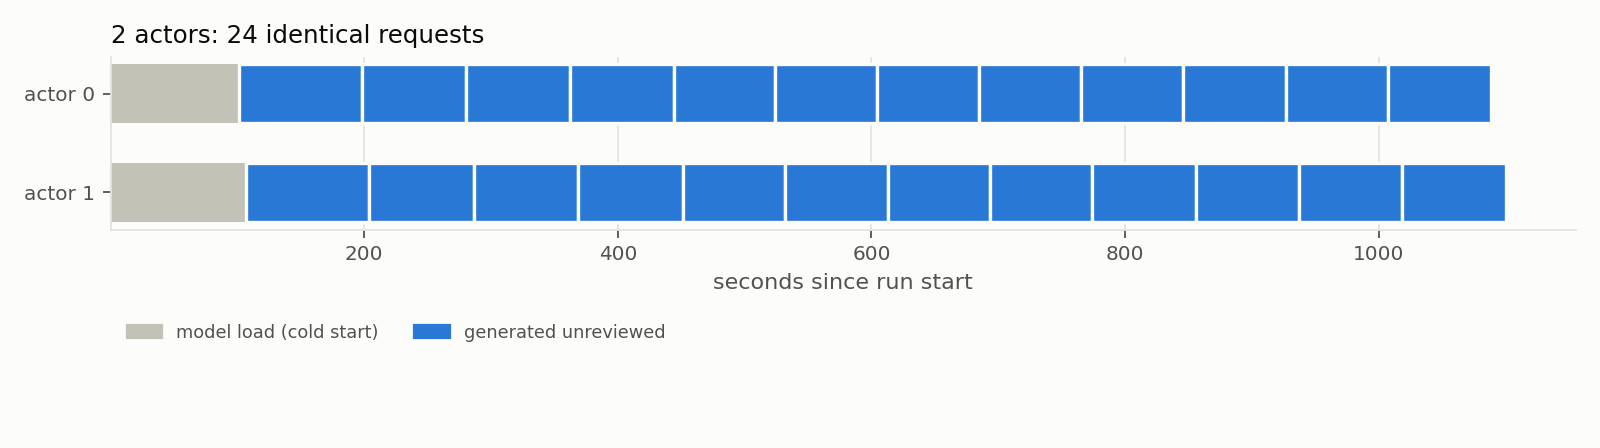 2 actors: 24 identical requests
actor 0
actor 1
200 400 600 800 1000
seconds since run start
model load (cold start) generated unreviewed